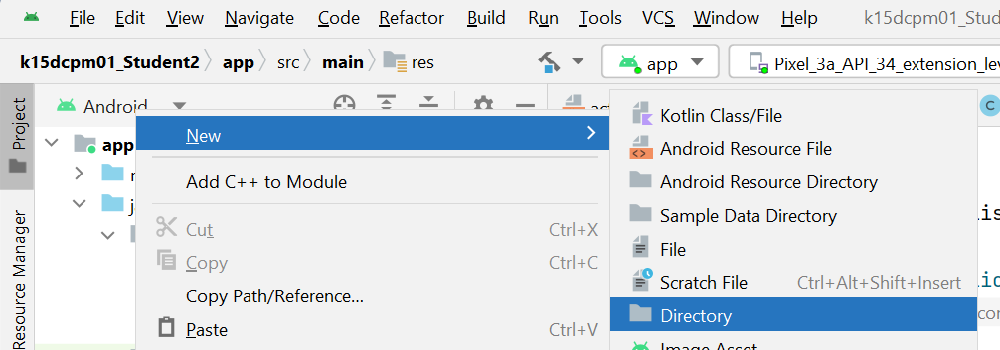 File Edit View Navigate Code Refactor Build Run Tools VCS Window Help k15dcpm01_Student2
k15dcpm01_Student2 app src main res app Pixel_3a_API_34_extension_lev
Project
Resource Manager
Android
app
New
Add C++ to Module
Cut Ctrl+X
Copy Ctrl+C
Copy Path/Reference...
Paste Ctrl+V
Kotlin Class/File
Android Resource File
Android Resource Directory
Sample Data Directory
File
Scratch File Ctrl+Alt+Shift+Insert
Directory
Image Asset